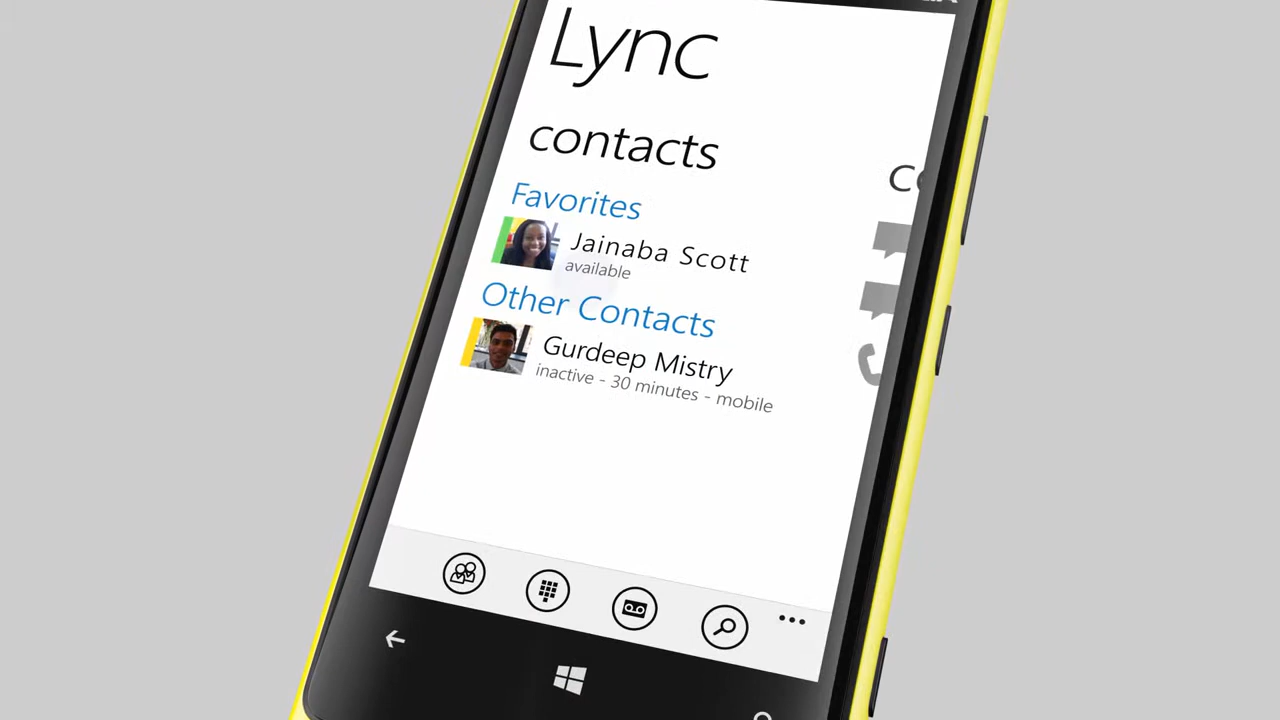 Lync
contacts
Favorites
Jainaba Scott
available
Other Contacts
Gurdeep Mistry
inactive - 30 minutes - mobile